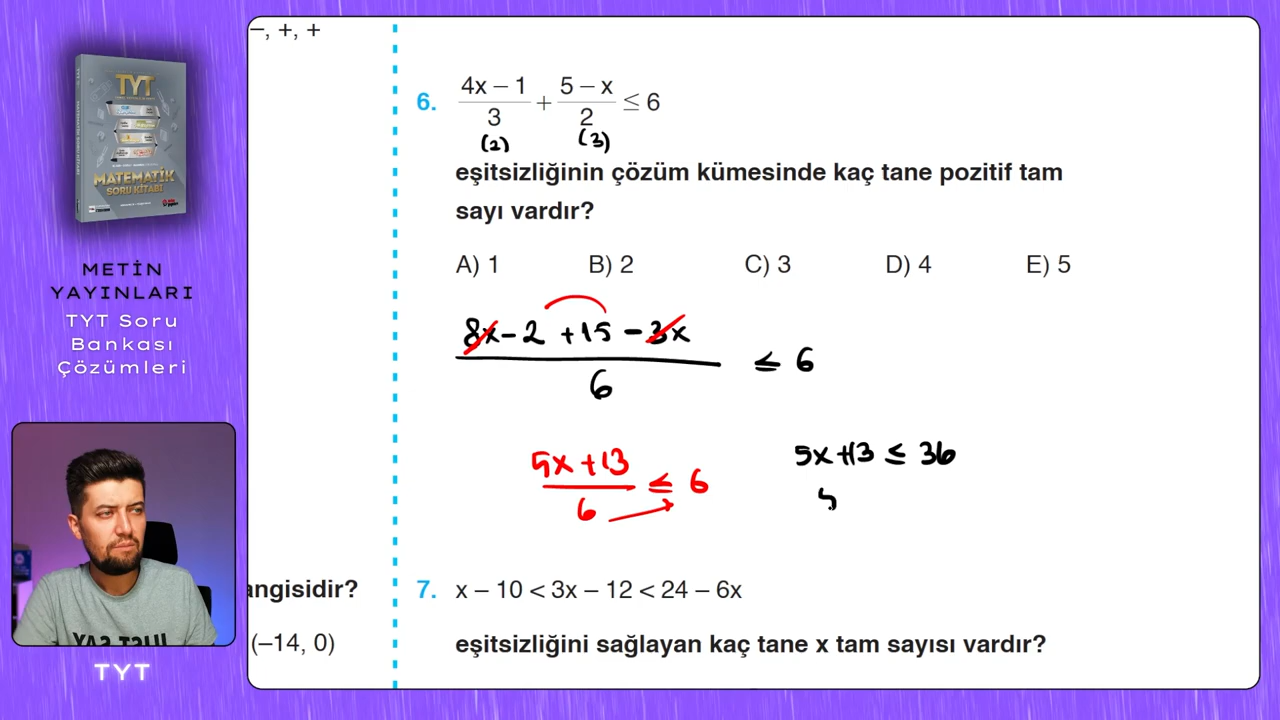 –, +, +
TYT
MATEMATİK
SORU KİTABI
METİN
YAYINLARI
TYT Soru
Bankası
Çözümleri
TYT
angisidir?
(–14, 0)
6. (4x – 1)/3 + (5 – x)/2 ≤ 6
(2) (3)
eşitsizliğinin çözüm kümesinde kaç tane pozitif tam
sayı vardır?
A) 1 B) 2 C) 3 D) 4 E) 5
8x – 2 + 15 – 3x
6
≤ 6
5x + 13
6
≤ 6
5x + 13 ≤ 36
7. x – 10 < 3x – 12 < 24 – 6x
eşitsizliğini sağlayan kaç tane x tam sayısı vardır?